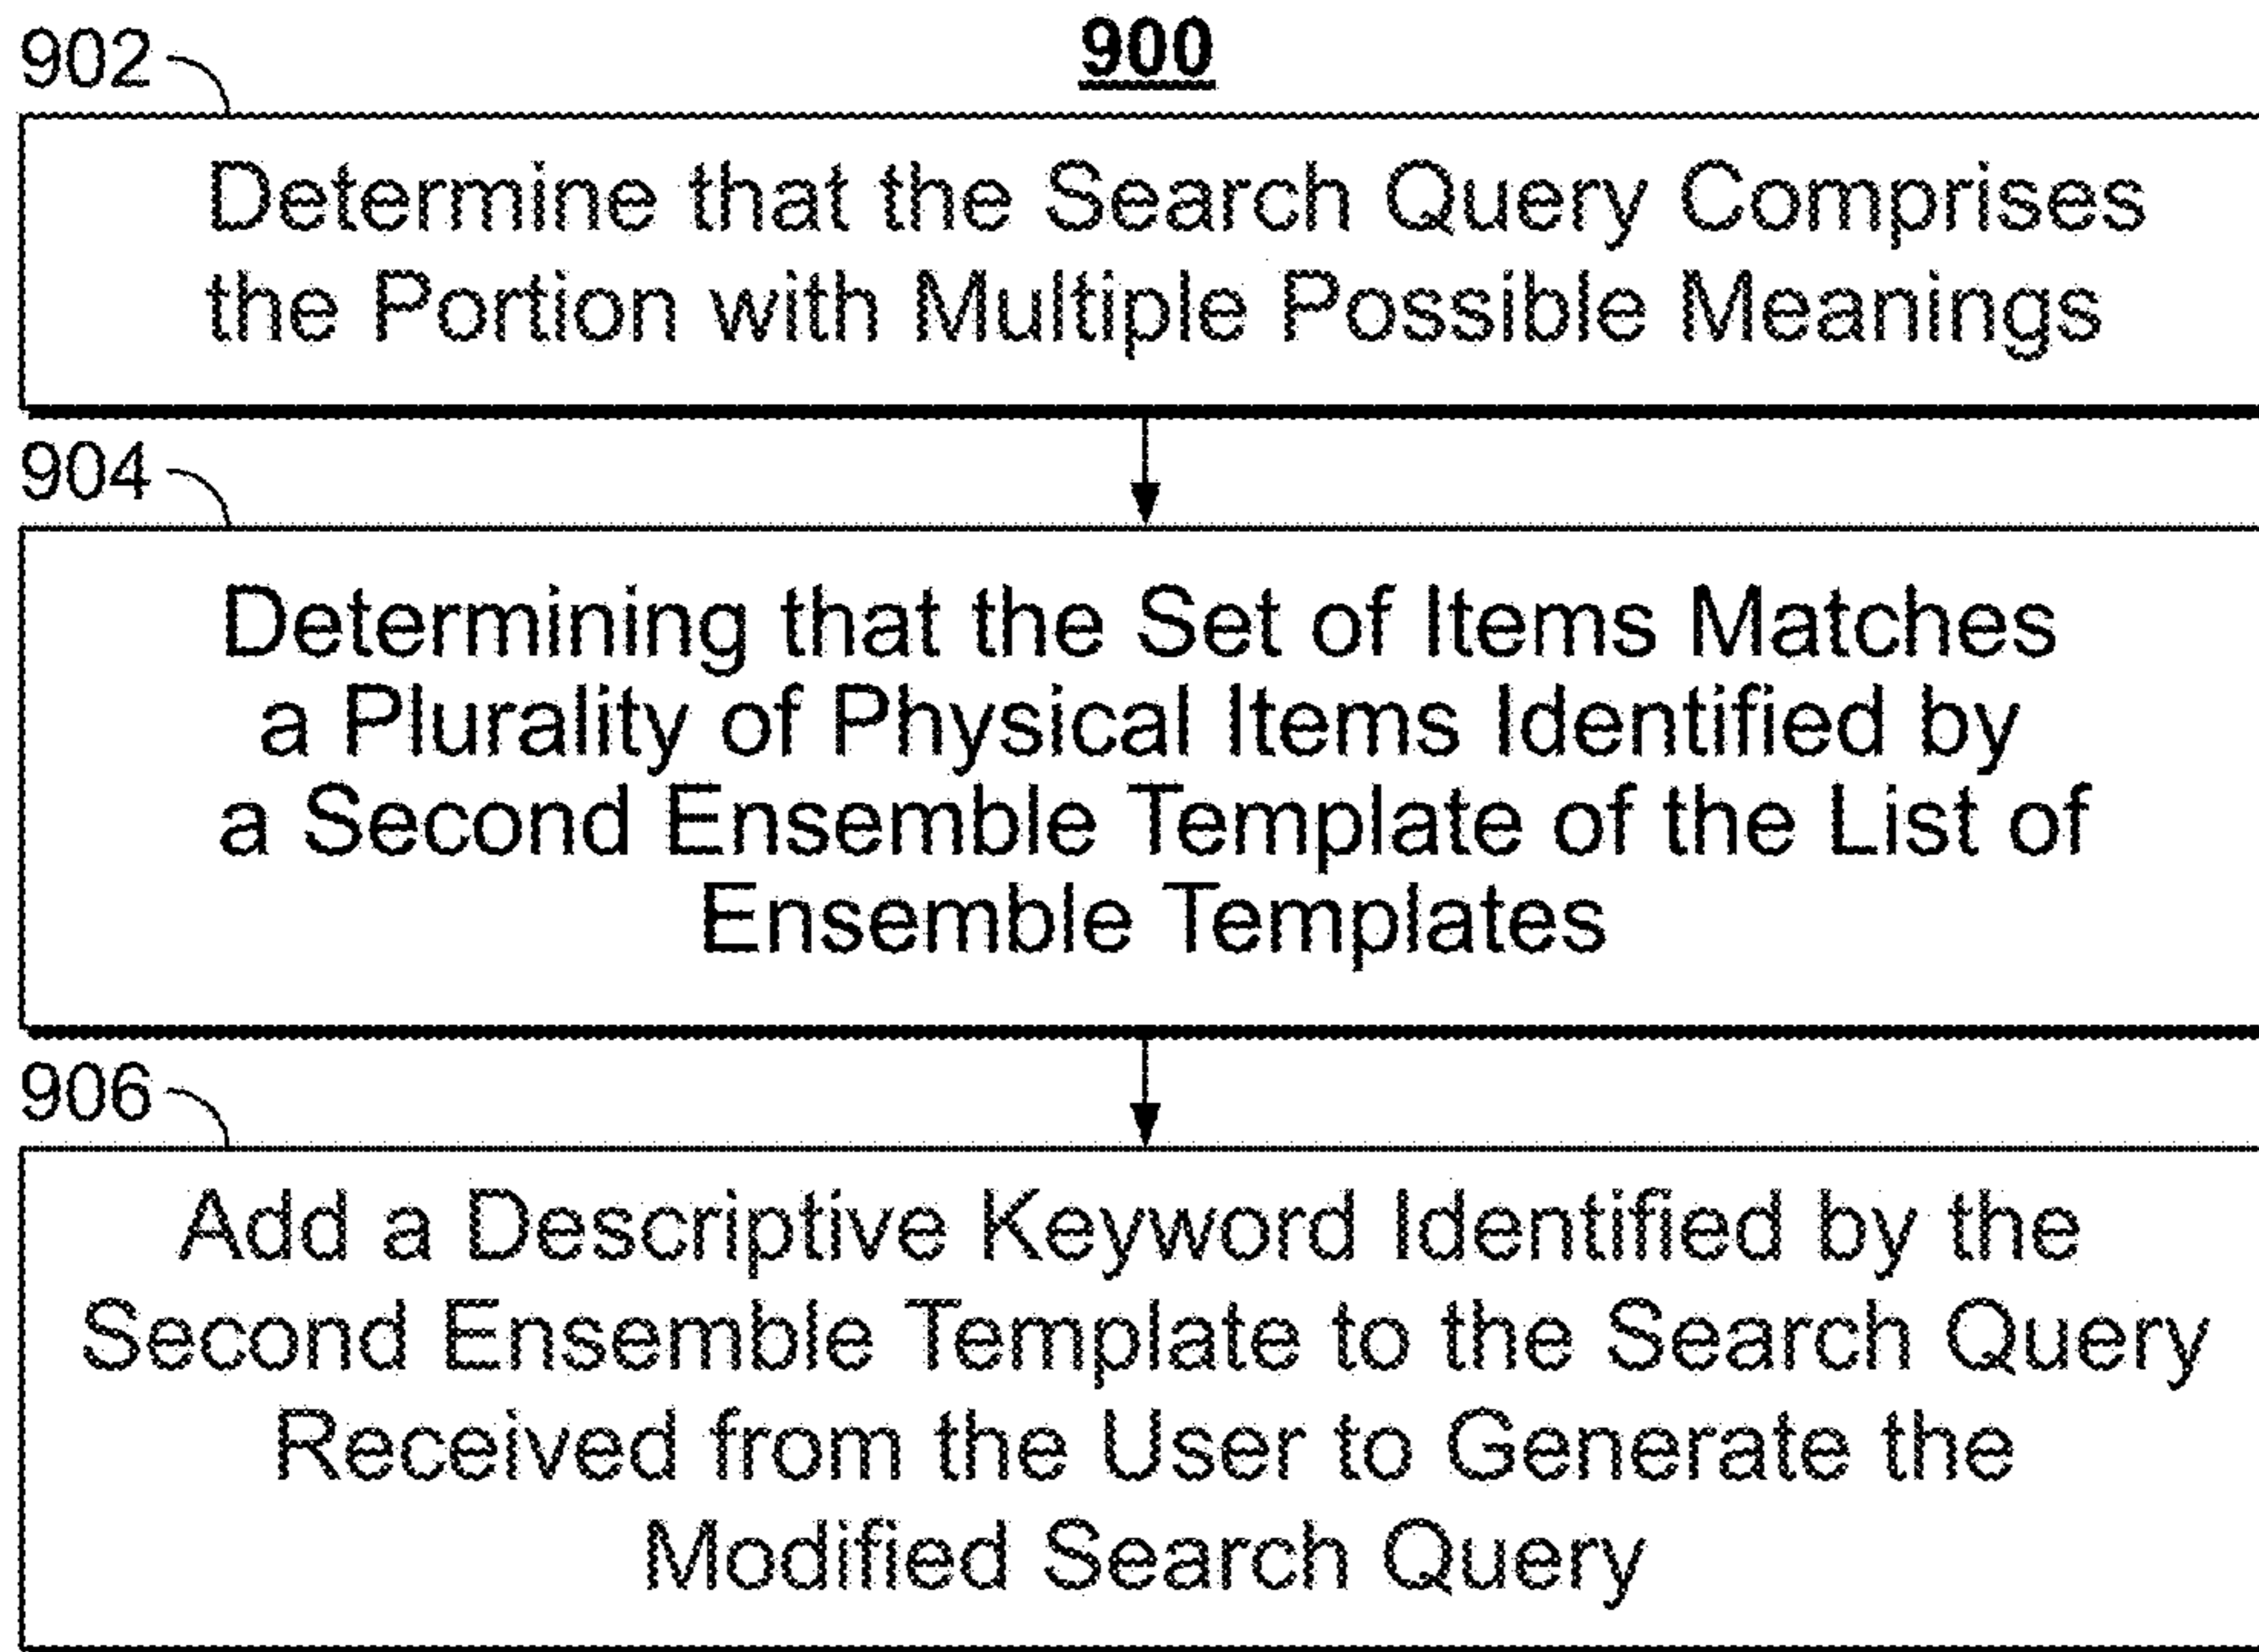 900
902
Determine that the Search Query Comprises
the Portion with Multiple Possible Meanings
904
Determining that the Set of Items Matches
a Plurality of Physical Items Identified by
a Second Ensemble Template of the List of
Ensemble Templates
906
Add a Descriptive Keyword Identified by the
Second Ensemble Template to the Search Query
Received from the User to Generate the
Modified Search Query